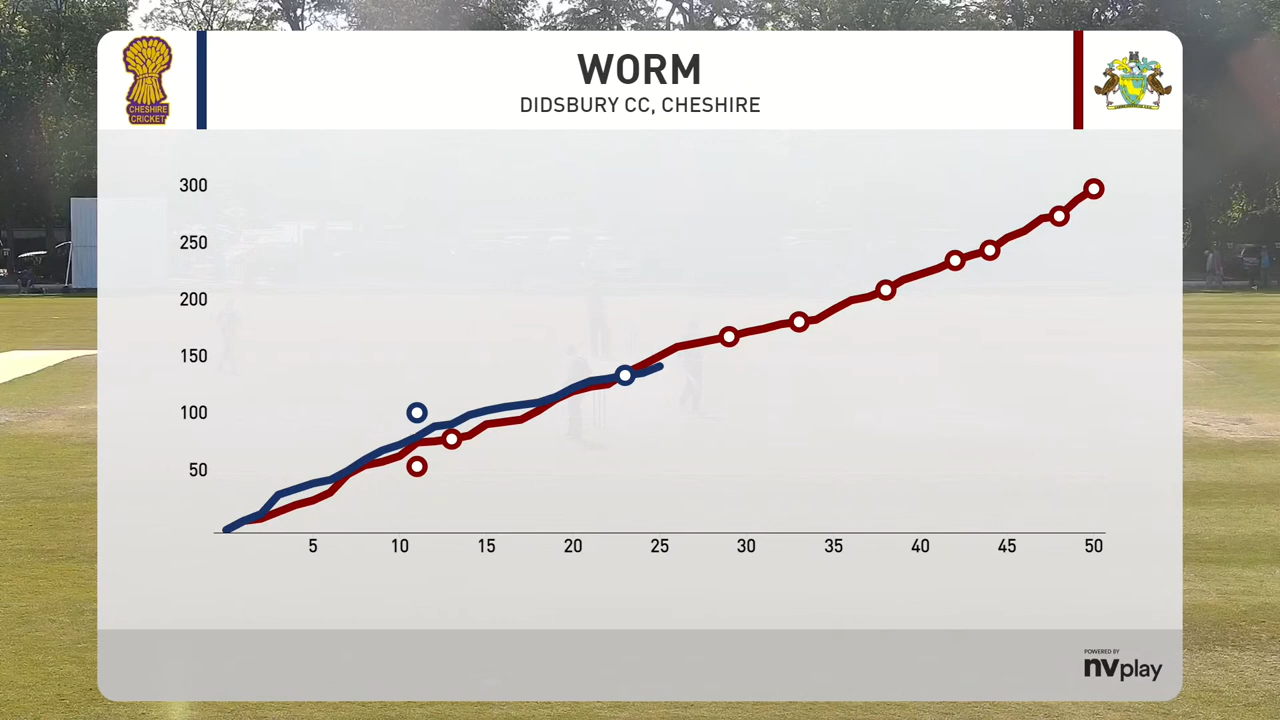 CHESHIRE
CRICKET
WORM
DIDSBURY CC, CHESHIRE
300
250
200
150
100
50
5 10 15 20 25 30 35 40 45 50
POWERED BY
nvplay